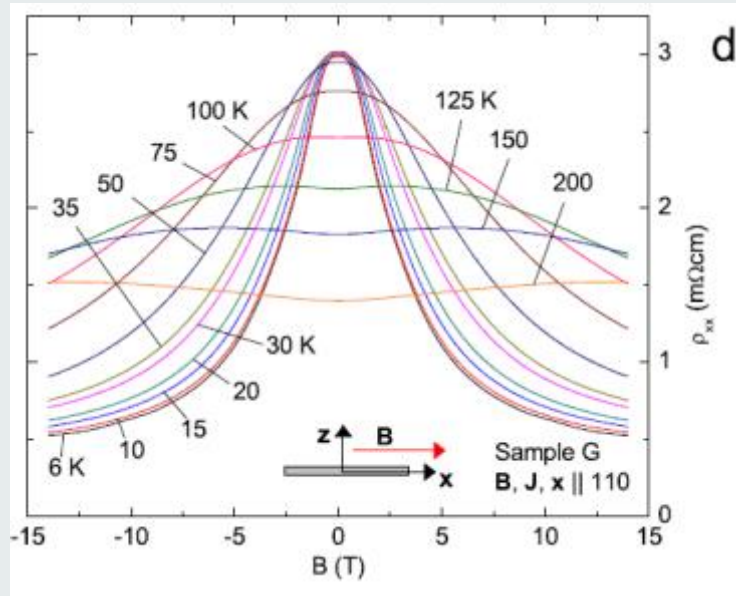 d
3
2
1
0
ρxx (mΩcm)
100 K
125 K
75
150
50
200
35
30 K
20
15
10
6 K
z
B
x
Sample G
B, J, x || 110
-15
-10
-5
0
5
10
15
B (T)